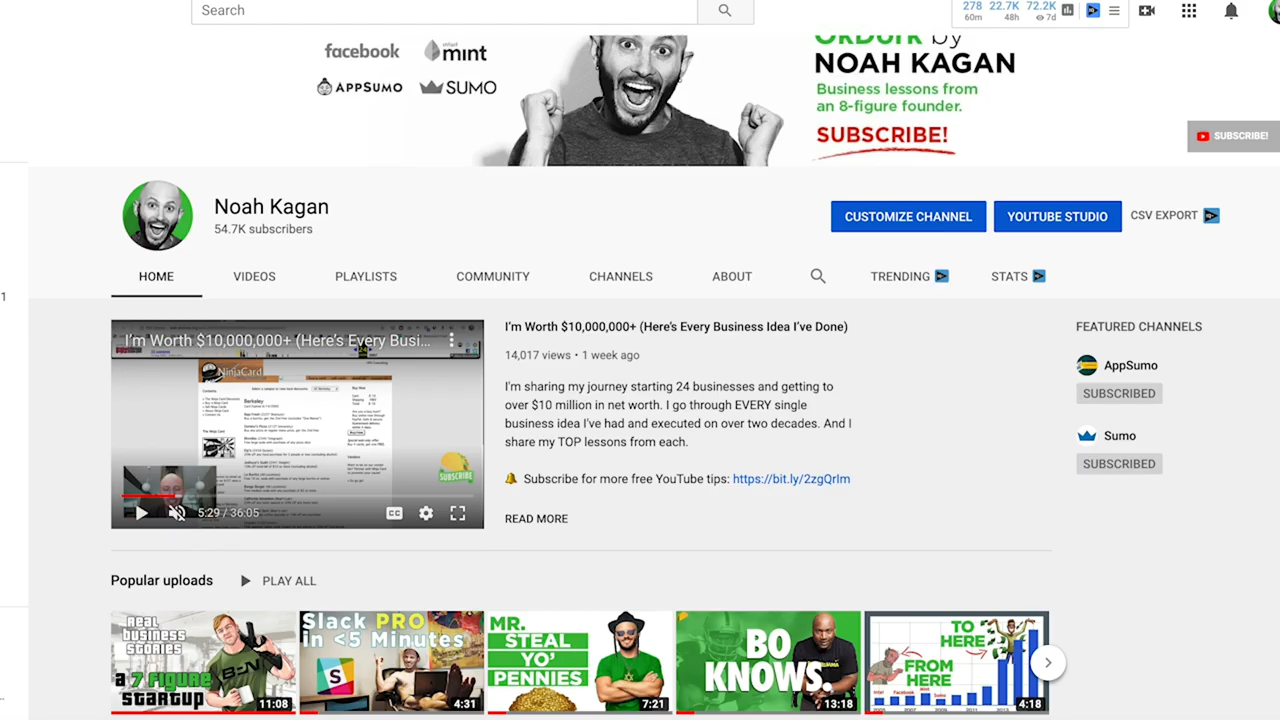 Search
278 22.7K 72.2K
60m 48h 7d
facebook
mint
APPSUMO
SUMO
by
NOAH KAGAN
Business lessons from
an 8-figure founder.
SUBSCRIBE!
SUBSCRIBE!
Noah Kagan
54.7K subscribers
CUSTOMIZE CHANNEL
YOUTUBE STUDIO
CSV EXPORT
HOME
VIDEOS
PLAYLISTS
COMMUNITY
CHANNELS
ABOUT
TRENDING
STATS
1
I'm Worth $10,000,000+ (Here's Every Busi...
NinjaCard
Berkeley
SUBSCRIBE
5:29 / 36:05
CC
I'm Worth $10,000,000+ (Here's Every Business Idea I've Done)
14,017 views • 1 week ago
I'm sharing my journey starting 24 businesses and getting to
over $10 million in net worth. I go through EVERY single
business idea I've had and executed on over two decades. And I
share my TOP lessons from each.
Subscribe for more free YouTube tips: https://bit.ly/2zgQrIm
READ MORE
FEATURED CHANNELS
AppSumo
SUBSCRIBED
Sumo
SUBSCRIBED
Popular uploads
PLAY ALL
Real
business
stories
a 7 figure
startup
11:08
Slack PRO
in <5 Minutes
4:31
MR.
STEAL
YO'
PENNIES
7:21
BO
KNOWS.
13:18
TO
HERE
FROM
HERE
4:18